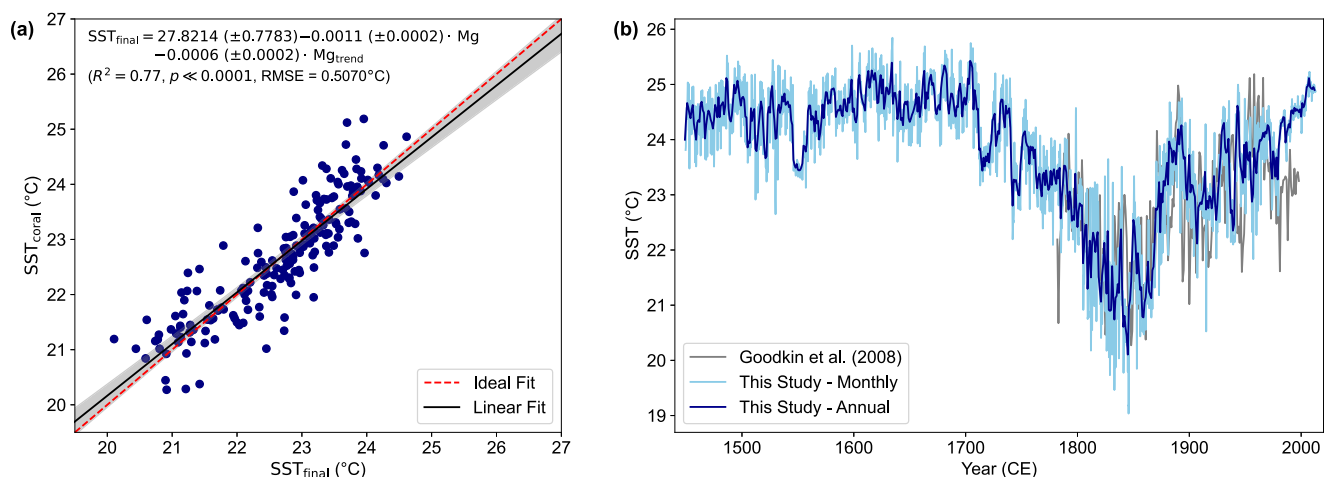 (a)
SST_final = 27.8214 (±0.7783)−0.0011 (±0.0002)· Mg
−0.0006 (±0.0002)· Mg_trend
(R² = 0.77, p ≪ 0.0001, RMSE = 0.5070°C)
27
26
25
24
23
22
21
20
SST_coral (°C)
Ideal Fit
Linear Fit
20 21 22 23 24 25 26 27
SST_final (°C)
(b)
26
25
24
23
22
21
20
19
SST (°C)
Goodkin et al. (2008)
This Study - Monthly
This Study - Annual
1500 1600 1700 1800 1900 2000
Year (CE)